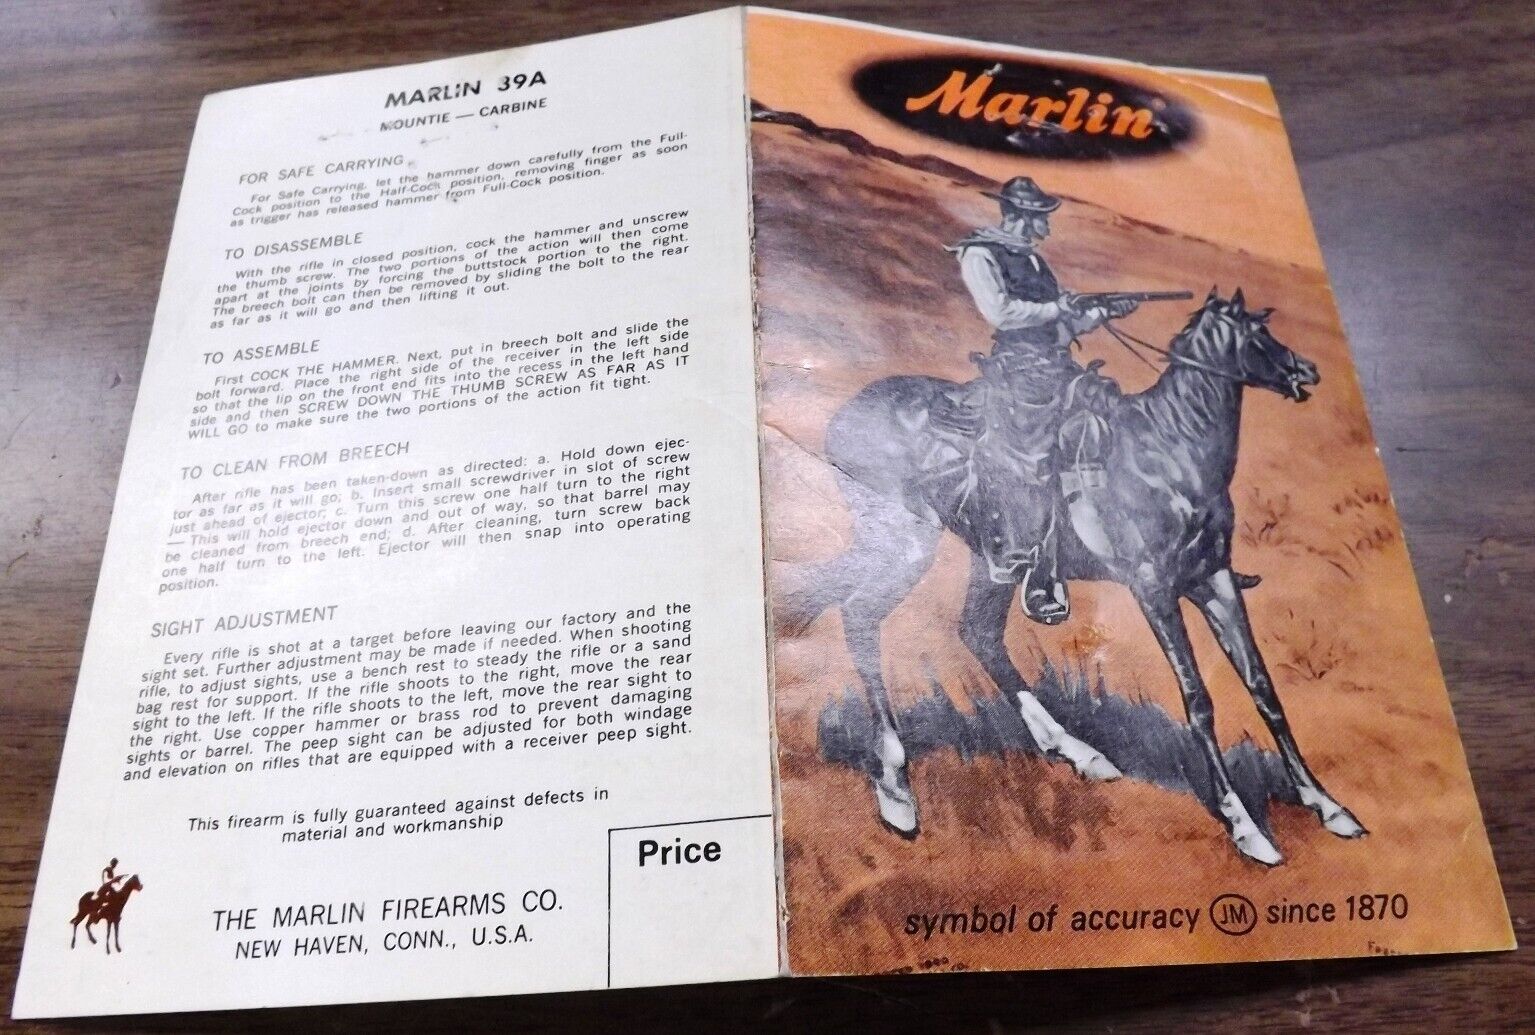 MARLIN 39A
MOUNTIE — CARBINE
FOR SAFE CARRYING
For Safe Carrying, let the hammer down carefully from the Full-
Cock position to the Half-Cock position, removing finger as soon
as trigger has released hammer from Full-Cock position.
TO DISASSEMBLE
With the rifle in closed position, cock the hammer and unscrew
the thumb screw. The two portions of the action will then come
apart at the joints by forcing the buttstock portion to the right.
The breech bolt can then be removed by sliding the bolt to the rear
as far as it will go and then lifting it out.
TO ASSEMBLE
First COCK THE HAMMER. Next, put in breech bolt and slide the
bolt forward. Place the right side of the receiver in the left side
so that the lip on the front end fits into the recess in the left hand
side and then SCREW DOWN THE THUMB SCREW AS FAR AS IT
WILL GO to make sure the two portions of the action fit tight.
TO CLEAN FROM BREECH
After rifle has been taken-down as directed: a. Hold down ejec-
tor as far as it will go; b. Insert small screwdriver in slot of screw
just ahead of ejector; c. Turn this screw one half turn to the right
— This will hold ejector down and out of way, so that barrel may
be cleaned from breech end; d. After cleaning, turn screw back
one half turn to the left. Ejector will then snap into operating
position.
SIGHT ADJUSTMENT
Every rifle is shot at a target before leaving our factory and the
sight set. Further adjustment may be made if needed. When shooting
rifle, to adjust sights, use a bench rest to steady the rifle or a sand
bag rest for support. If the rifle shoots to the right, move the rear
sight to the left. If the rifle shoots to the left, move the rear sight to
the right. Use copper hammer or brass rod to prevent damaging
sights or barrel. The peep sight can be adjusted for both windage
and elevation on rifles that are equipped with a receiver peep sight.
This firearm is fully guaranteed against defects in
material and workmanship
THE MARLIN FIREARMS CO.
NEW HAVEN, CONN., U.S.A.
Price
Marlin
symbol of accuracy JM since 1870